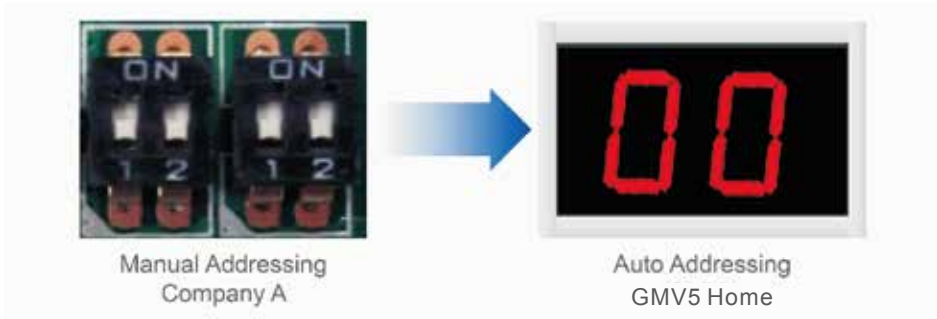 ON ON
1 2 1 2
00
Manual Addressing
Company A
Auto Addressing
GMV5 Home